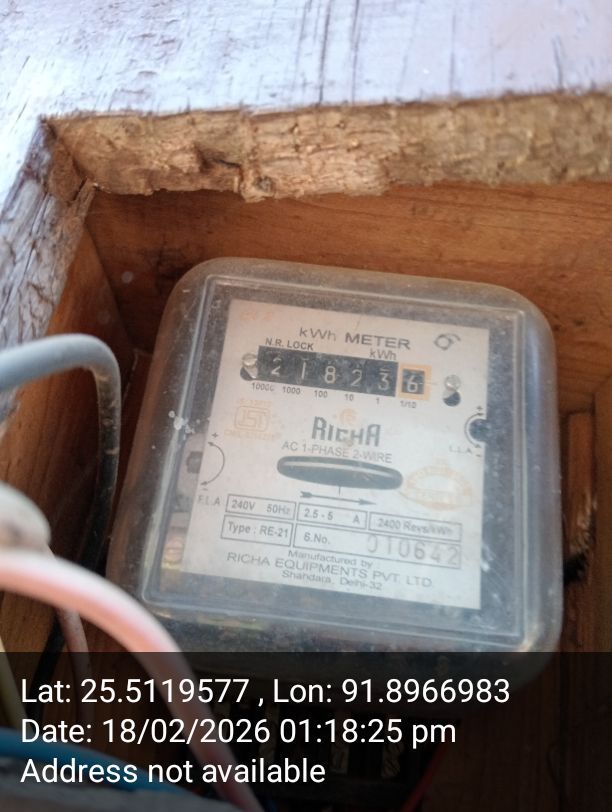 kWh METER
N.R. LOCK kWh
2 1 8 2 3 6
10000 1000 100 10 1 1/10
RICHA
AC 1-PHASE 2-WIRE
L.L.A
F.L.A
240V 50Hz 2.5 - 5 A 2400 Revs/kWh
Type : RE-21 S.No. 010642
Manufactured by :
RICHA EQUIPMENTS PVT. LTD.
Shahdara, Delhi-32
Lat: 25.5119577 , Lon: 91.8966983
Date: 18/02/2026 01:18:25 pm
Address not available